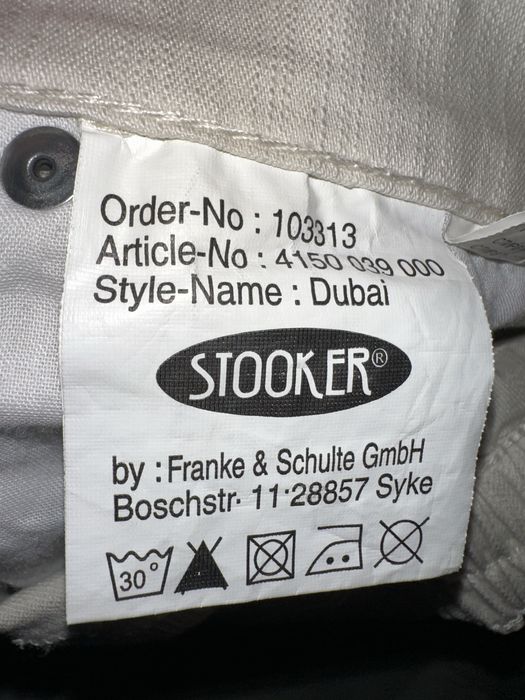 Order-No : 103313
Article-No : 4150 039 000
Style-Name : Dubai
STOOKER®
by : Franke & Schulte GmbH
Boschstr. 11·28857 Syke
30°